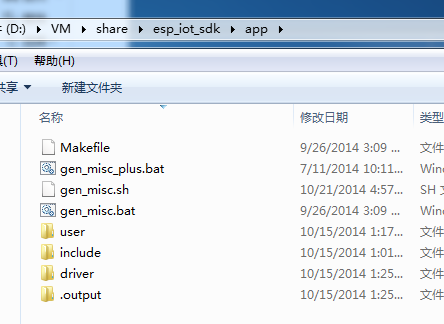 (D:) ▸ VM ▸ share ▸ esp_iot_sdk ▸ app ▸
(T) 帮助(H)
共享 ▼ 新建文件夹
名称 修改日期 类型
Makefile 9/26/2014 3:09 ... 文件
gen_misc_plus.bat 7/11/2014 10:11... Wind
gen_misc.sh 10/21/2014 4:57... SH 文
gen_misc.bat 9/26/2014 3:09 ... Wind
user 10/15/2014 1:17... 文件
include 10/15/2014 1:01... 文件
driver 10/15/2014 1:25... 文件
.output 10/15/2014 1:25... 文件